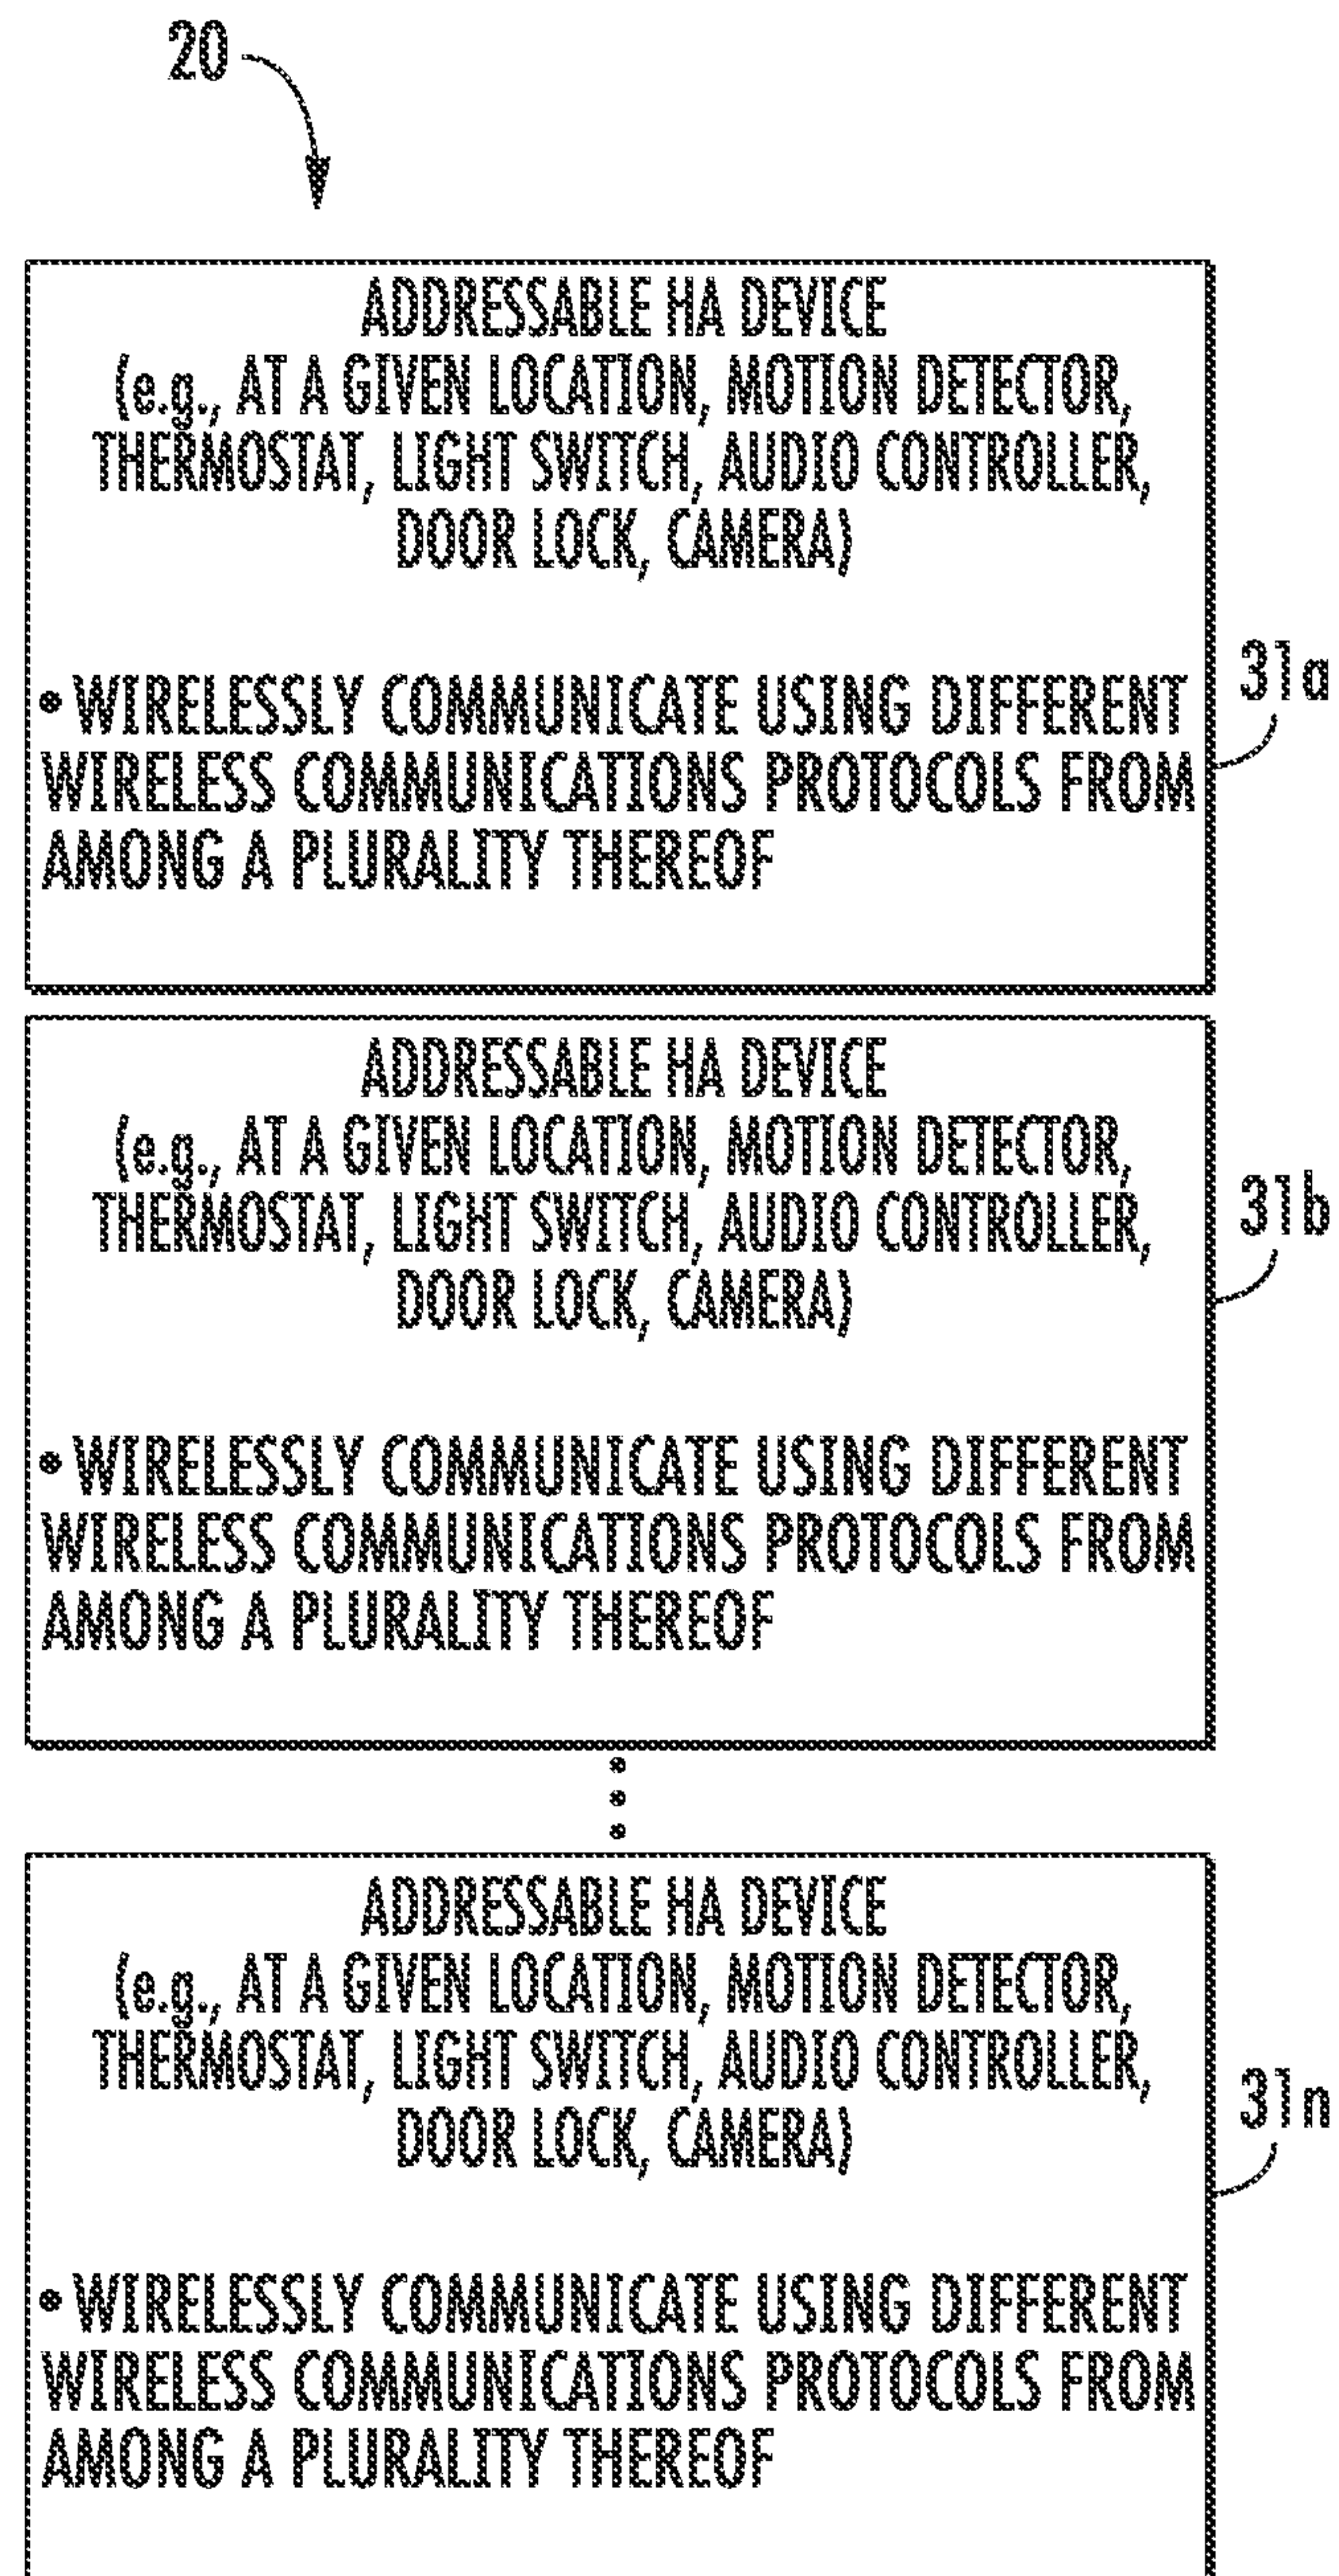 20
ADDRESSABLE HA DEVICE
(e.g., AT A GIVEN LOCATION, MOTION DETECTOR,
THERMOSTAT, LIGHT SWITCH, AUDIO CONTROLLER,
DOOR LOCK, CAMERA)
• WIRELESSLY COMMUNICATE USING DIFFERENT
WIRELESS COMMUNICATIONS PROTOCOLS FROM
AMONG A PLURALITY THEREOF
31a
ADDRESSABLE HA DEVICE
(e.g., AT A GIVEN LOCATION, MOTION DETECTOR,
THERMOSTAT, LIGHT SWITCH, AUDIO CONTROLLER,
DOOR LOCK, CAMERA)
• WIRELESSLY COMMUNICATE USING DIFFERENT
WIRELESS COMMUNICATIONS PROTOCOLS FROM
AMONG A PLURALITY THEREOF
31b
ADDRESSABLE HA DEVICE
(e.g., AT A GIVEN LOCATION, MOTION DETECTOR,
THERMOSTAT, LIGHT SWITCH, AUDIO CONTROLLER,
DOOR LOCK, CAMERA)
• WIRELESSLY COMMUNICATE USING DIFFERENT
WIRELESS COMMUNICATIONS PROTOCOLS FROM
AMONG A PLURALITY THEREOF
31n